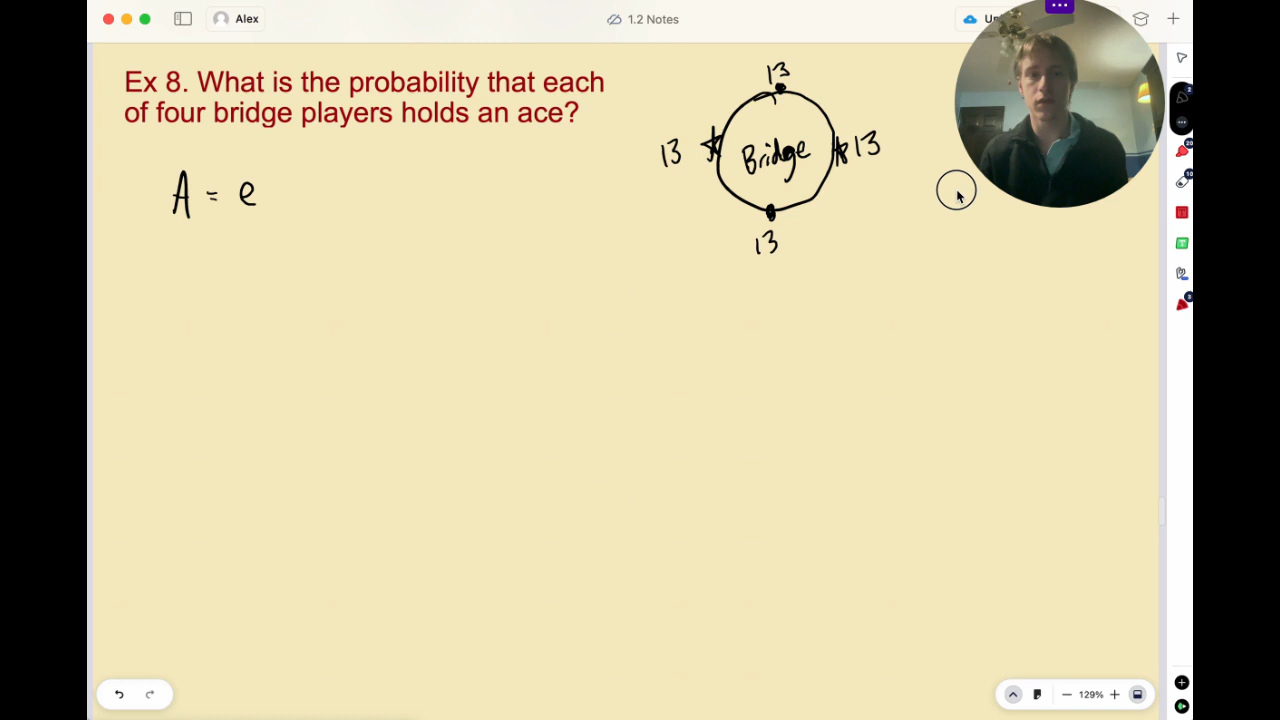 Alex
1.2 Notes
Ex 8. What is the probability that each
of four bridge players holds an ace?
13
13
Bridge
13
13
A = e
129%